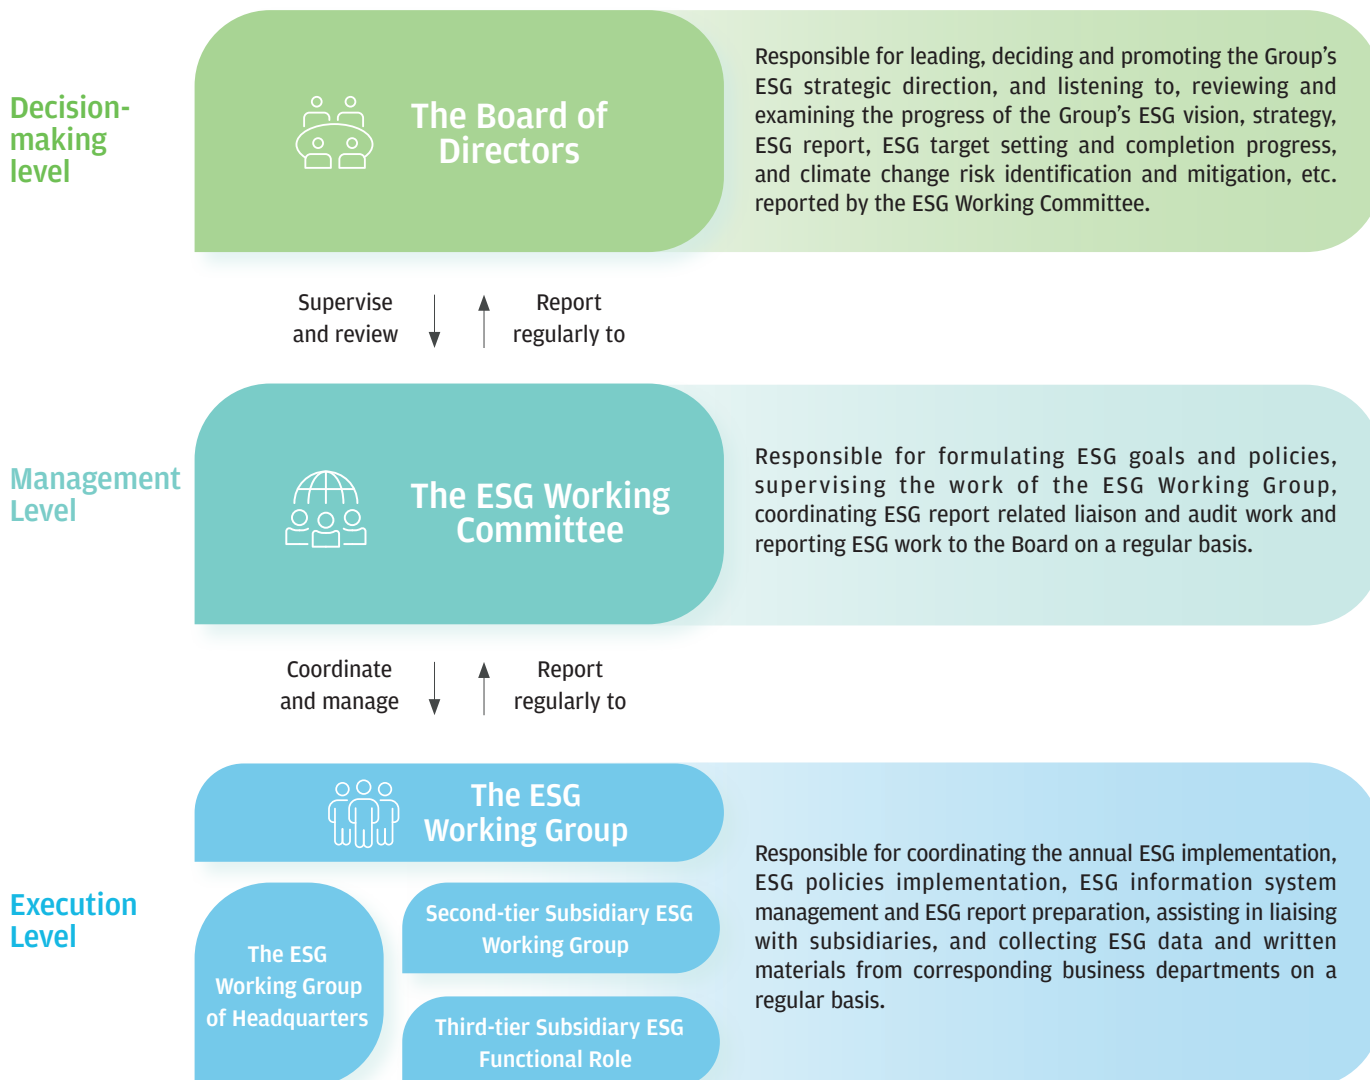 Decision-
making
level
The Board of
Directors
Responsible for leading, deciding and promoting the Group’s
ESG strategic direction, and listening to, reviewing and
examining the progress of the Group’s ESG vision, strategy,
ESG report, ESG target setting and completion progress,
and climate change risk identification and mitigation, etc.
reported by the ESG Working Committee.
Supervise
and review
Report
regularly to
Management
Level
The ESG Working
Committee
Responsible for formulating ESG goals and policies,
supervising the work of the ESG Working Group,
coordinating ESG report related liaison and audit work and
reporting ESG work to the Board on a regular basis.
Coordinate
and manage
Report
regularly to
Execution
Level
The ESG
Working Group
The ESG
Working Group
of Headquarters
Second-tier Subsidiary ESG
Working Group
Third-tier Subsidiary ESG
Functional Role
Responsible for coordinating the annual ESG implementation,
ESG policies implementation, ESG information system
management and ESG report preparation, assisting in liaising
with subsidiaries, and collecting ESG data and written
materials from corresponding business departments on a
regular basis.